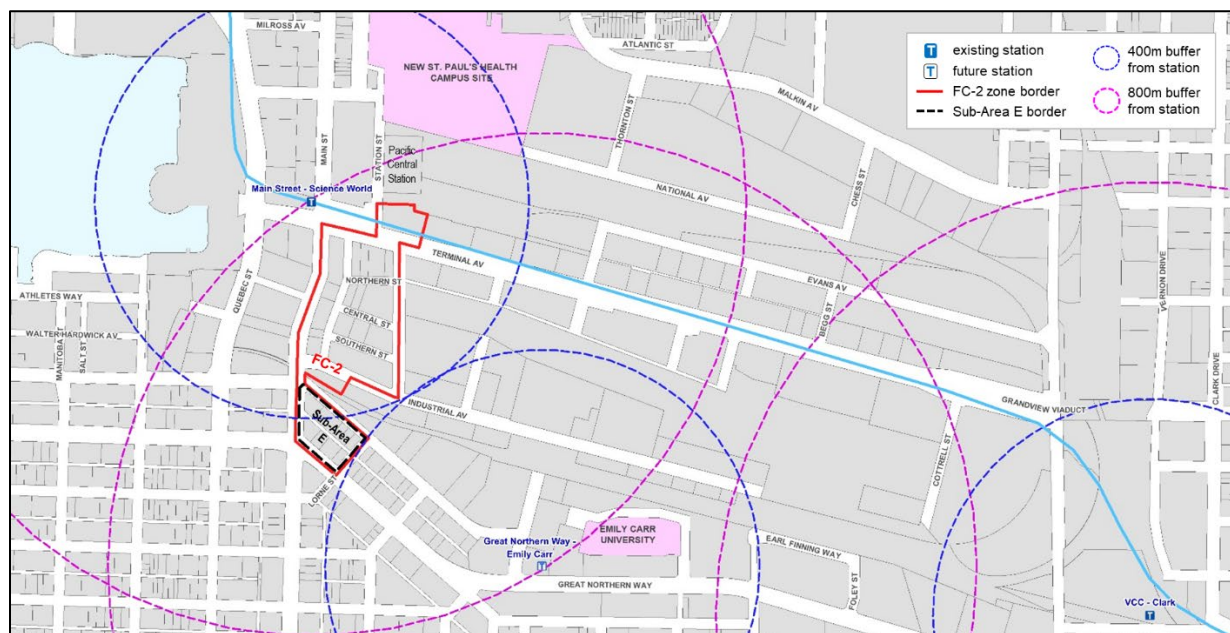 MILROSS AV
ATLANTIC ST
NEW ST. PAUL'S HEALTH
CAMPUS SITE
MALKIN AV
THORNTON ST
MAIN ST
STATION ST
Pacific
Central
Station
CHESS ST
Main Street - Science World
NATIONAL AV
QUEBEC ST
TERMINAL AV
VERNON DRIVE
NORTHERN ST
EVANS AV
ATHLETES WAY
CENTRAL ST
BEGG ST
WALTER HARDWICK AV
MANITOBA ST
SALT ST
SOUTHERN ST
FC-2
CLARK DRIVE
INDUSTRIAL AV
GRANDVIEW VIADUCT
Sub-Area
E
COTTRELL ST
LORNE ST
EMILY CARR
UNIVERSITY
Great Northern Way -
Emily Carr
EARL FINNING WAY
GREAT NORTHERN WAY
FOLEY ST
VCC - Clark
T existing station
T future station
FC-2 zone border
Sub-Area E border
400m buffer
from station
800m buffer
from station
T
T
T